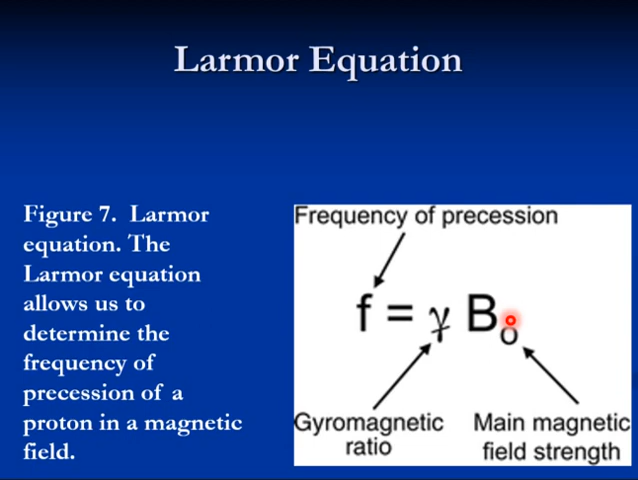 Larmor Equation
Figure 7. Larmor
equation. The
Larmor equation
allows us to
determine the
frequency of
precession of a
proton in a magnetic
field.
Frequency of precession
f = γ B₀
Gyromagnetic
ratio
Main magnetic
field strength